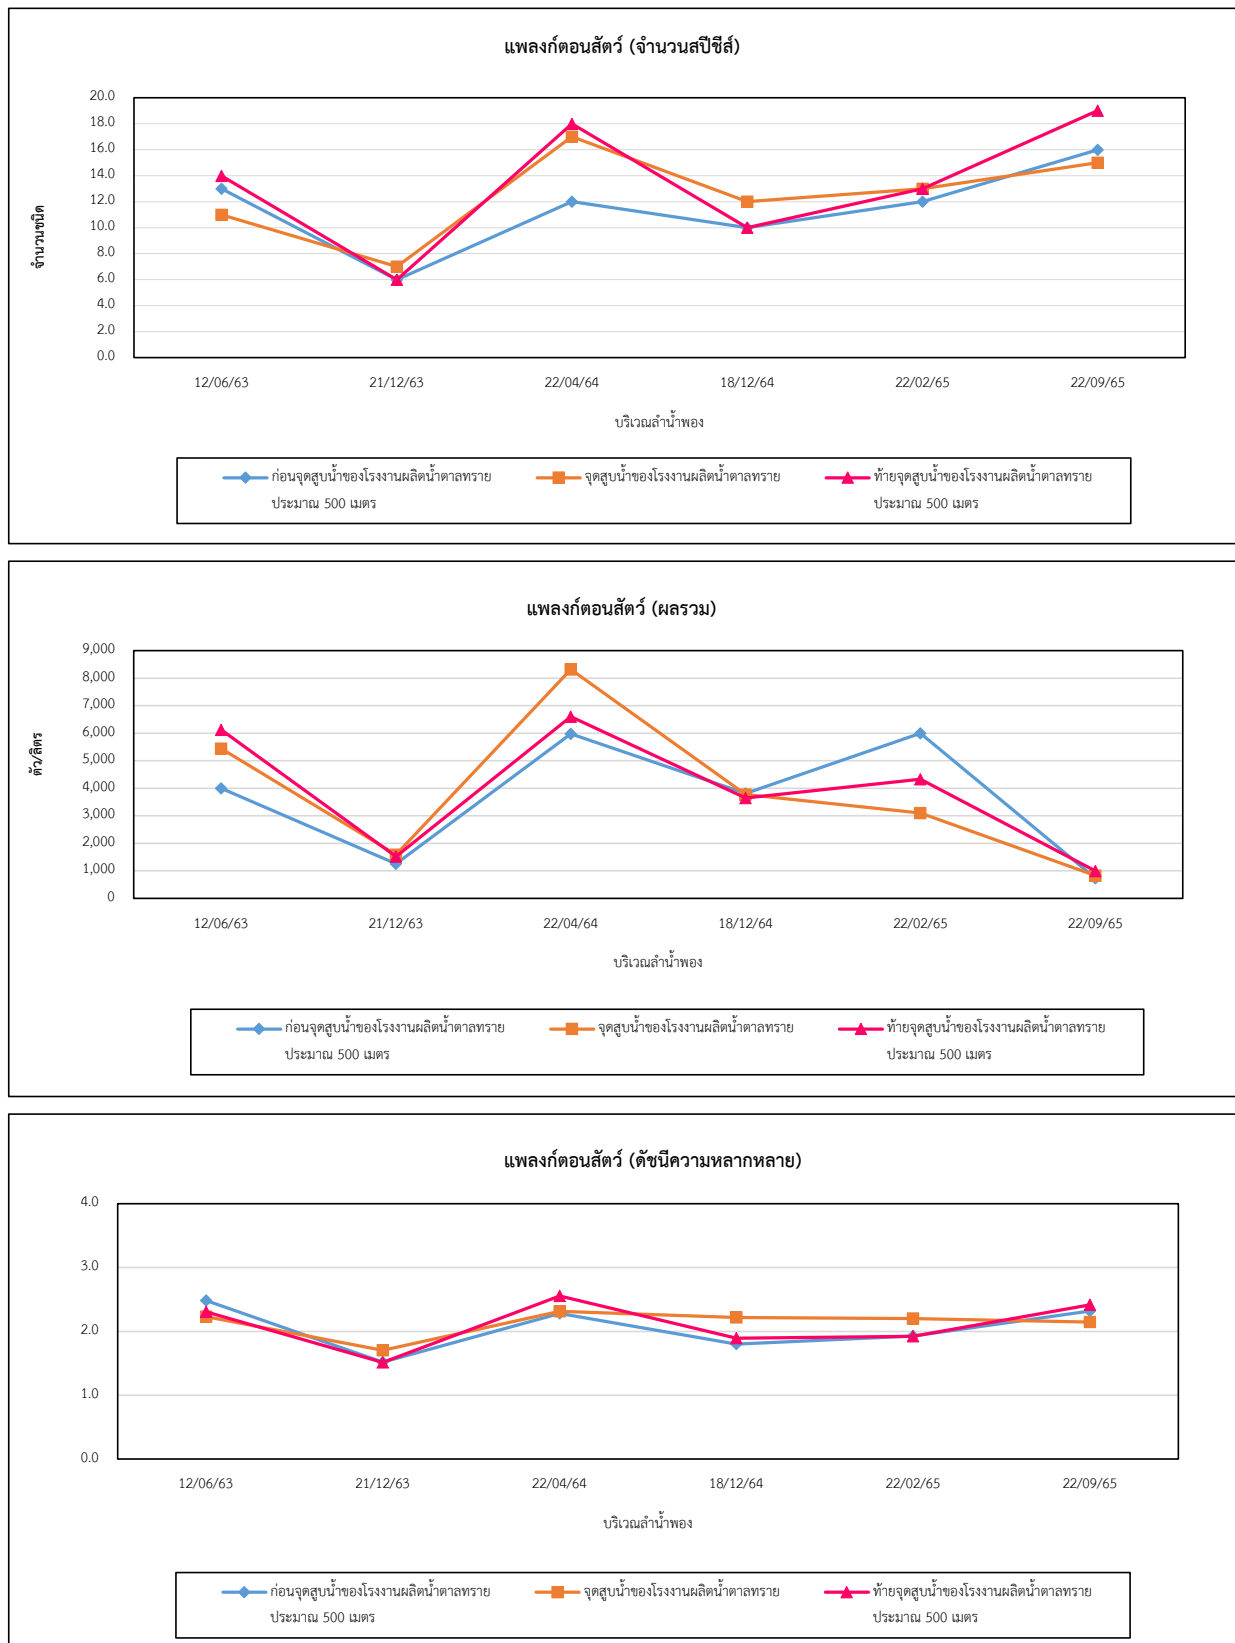 แพลงก์ตอนสัตว์ (จำนวนสปีชีส์)
20.0
18.0
16.0
14.0
12.0
10.0
8.0
6.0
4.0
2.0
0.0
จำนวนชนิด
12/06/63 21/12/63 22/04/64 18/12/64 22/02/65 22/09/65
บริเวณลำน้ำพอง
ก่อนจุดสูบน้ำของโรงงานผลิตน้ำตาลทราย จุดสูบน้ำของโรงงานผลิตน้ำตาลทราย ท้ายจุดสูบน้ำของโรงงานผลิตน้ำตาลทราย
ประมาณ 500 เมตร ประมาณ 500 เมตร
แพลงก์ตอนสัตว์ (ผลรวม)
9,000
8,000
7,000
6,000
5,000
4,000
3,000
2,000
1,000
0
ตัว/ลิตร
12/06/63 21/12/63 22/04/64 18/12/64 22/02/65 22/09/65
บริเวณลำน้ำพอง
ก่อนจุดสูบน้ำของโรงงานผลิตน้ำตาลทราย จุดสูบน้ำของโรงงานผลิตน้ำตาลทราย ท้ายจุดสูบน้ำของโรงงานผลิตน้ำตาลทราย
ประมาณ 500 เมตร ประมาณ 500 เมตร
แพลงก์ตอนสัตว์ (ดัชนีความหลากหลาย)
4.0
3.0
2.0
1.0
0.0
12/06/63 21/12/63 22/04/64 18/12/64 22/02/65 22/09/65
บริเวณลำน้ำพอง
ก่อนจุดสูบน้ำของโรงงานผลิตน้ำตาลทราย จุดสูบน้ำของโรงงานผลิตน้ำตาลทราย ท้ายจุดสูบน้ำของโรงงานผลิตน้ำตาลทราย
ประมาณ 500 เมตร ประมาณ 500 เมตร